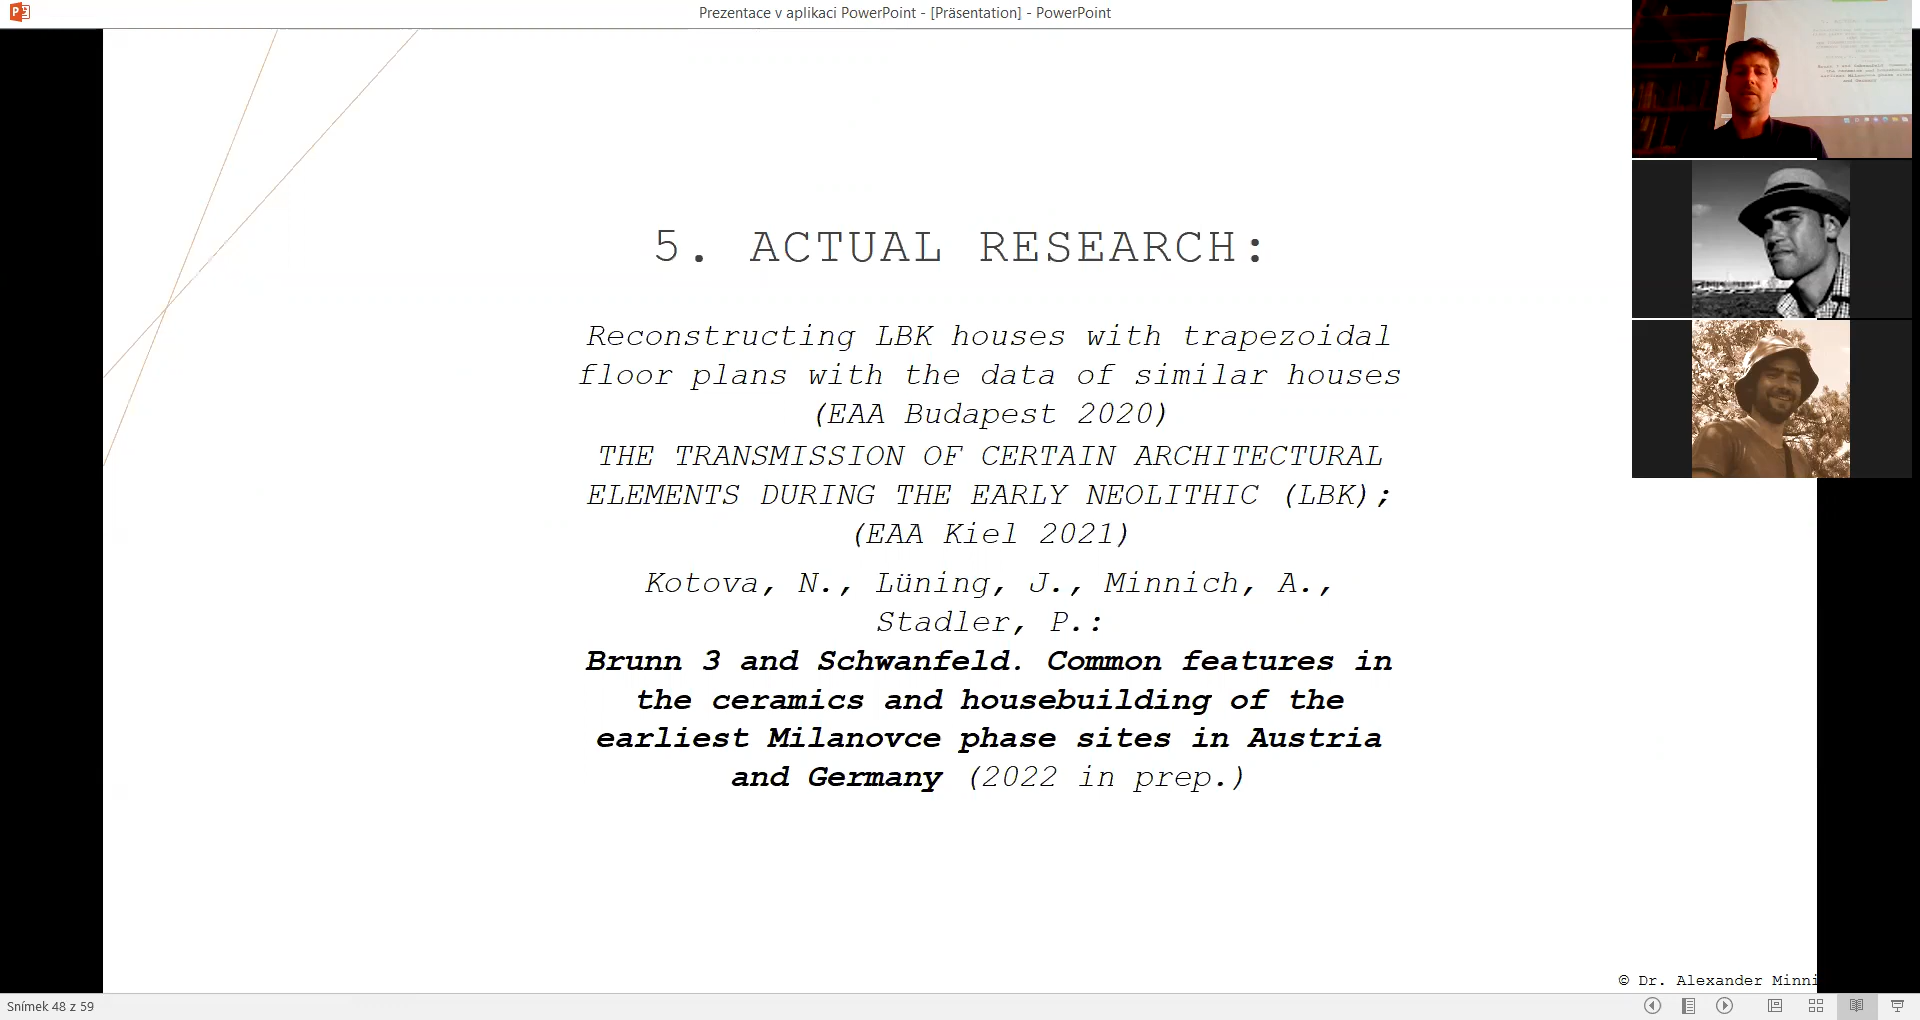 Prezentace v aplikaci PowerPoint - [Präsentation] - PowerPoint
5. ACTUAL RESEARCH:
Reconstructing LBK houses with trapezoidal
floor plans with the data of similar houses
(EAA Budapest 2020)
THE TRANSMISSION OF CERTAIN ARCHITECTURAL
ELEMENTS DURING THE EARLY NEOLITHIC (LBK);
(EAA Kiel 2021)
Kotova, N., Lüning, J., Minnich, A.,
Stadler, P.:
Brunn 3 and Schwanfeld. Common features in
the ceramics and housebuilding of the
earliest Milanovce phase sites in Austria
and Germany (2022 in prep.)
© Dr. Alexander Minni
Snímek 48 z 59